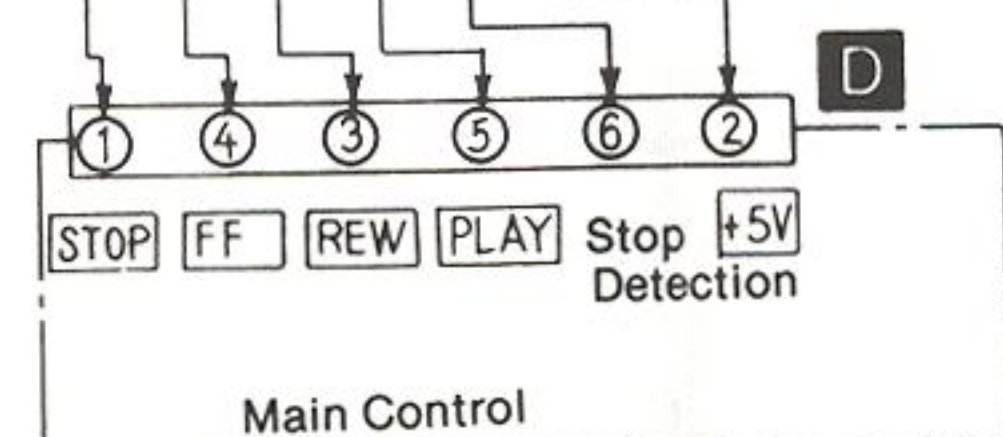 D
① ④ ③ ⑤ ⑥ ②
STOP FF REW PLAY Stop Detection +5V
Main Control